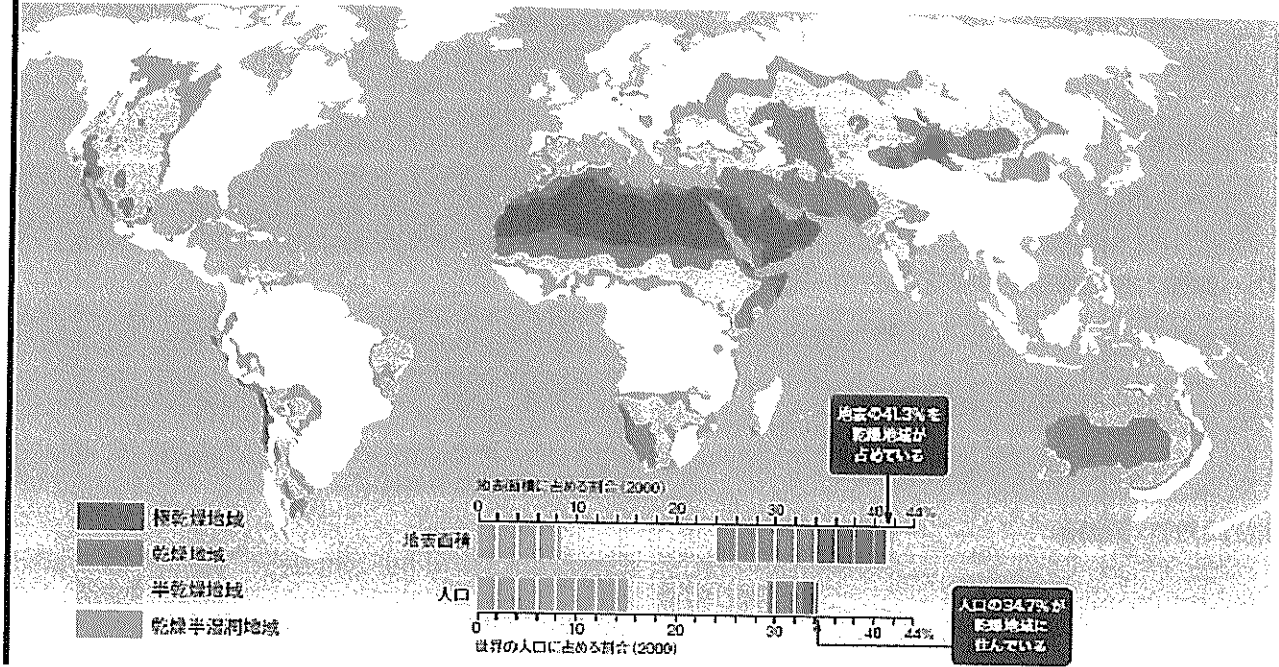 地表の41.3%を
乾燥地域が
占めている
地表面積に占める割合(2000)
0 10 20 30 40 44%
極乾燥地域
乾燥地域
半乾燥地域
乾燥半湿潤地域
地表面積
人口
0 10 20 30 40 44%
世界の人口に占める割合(2000)
人口の34.7%が
乾燥地域に
住んでいる